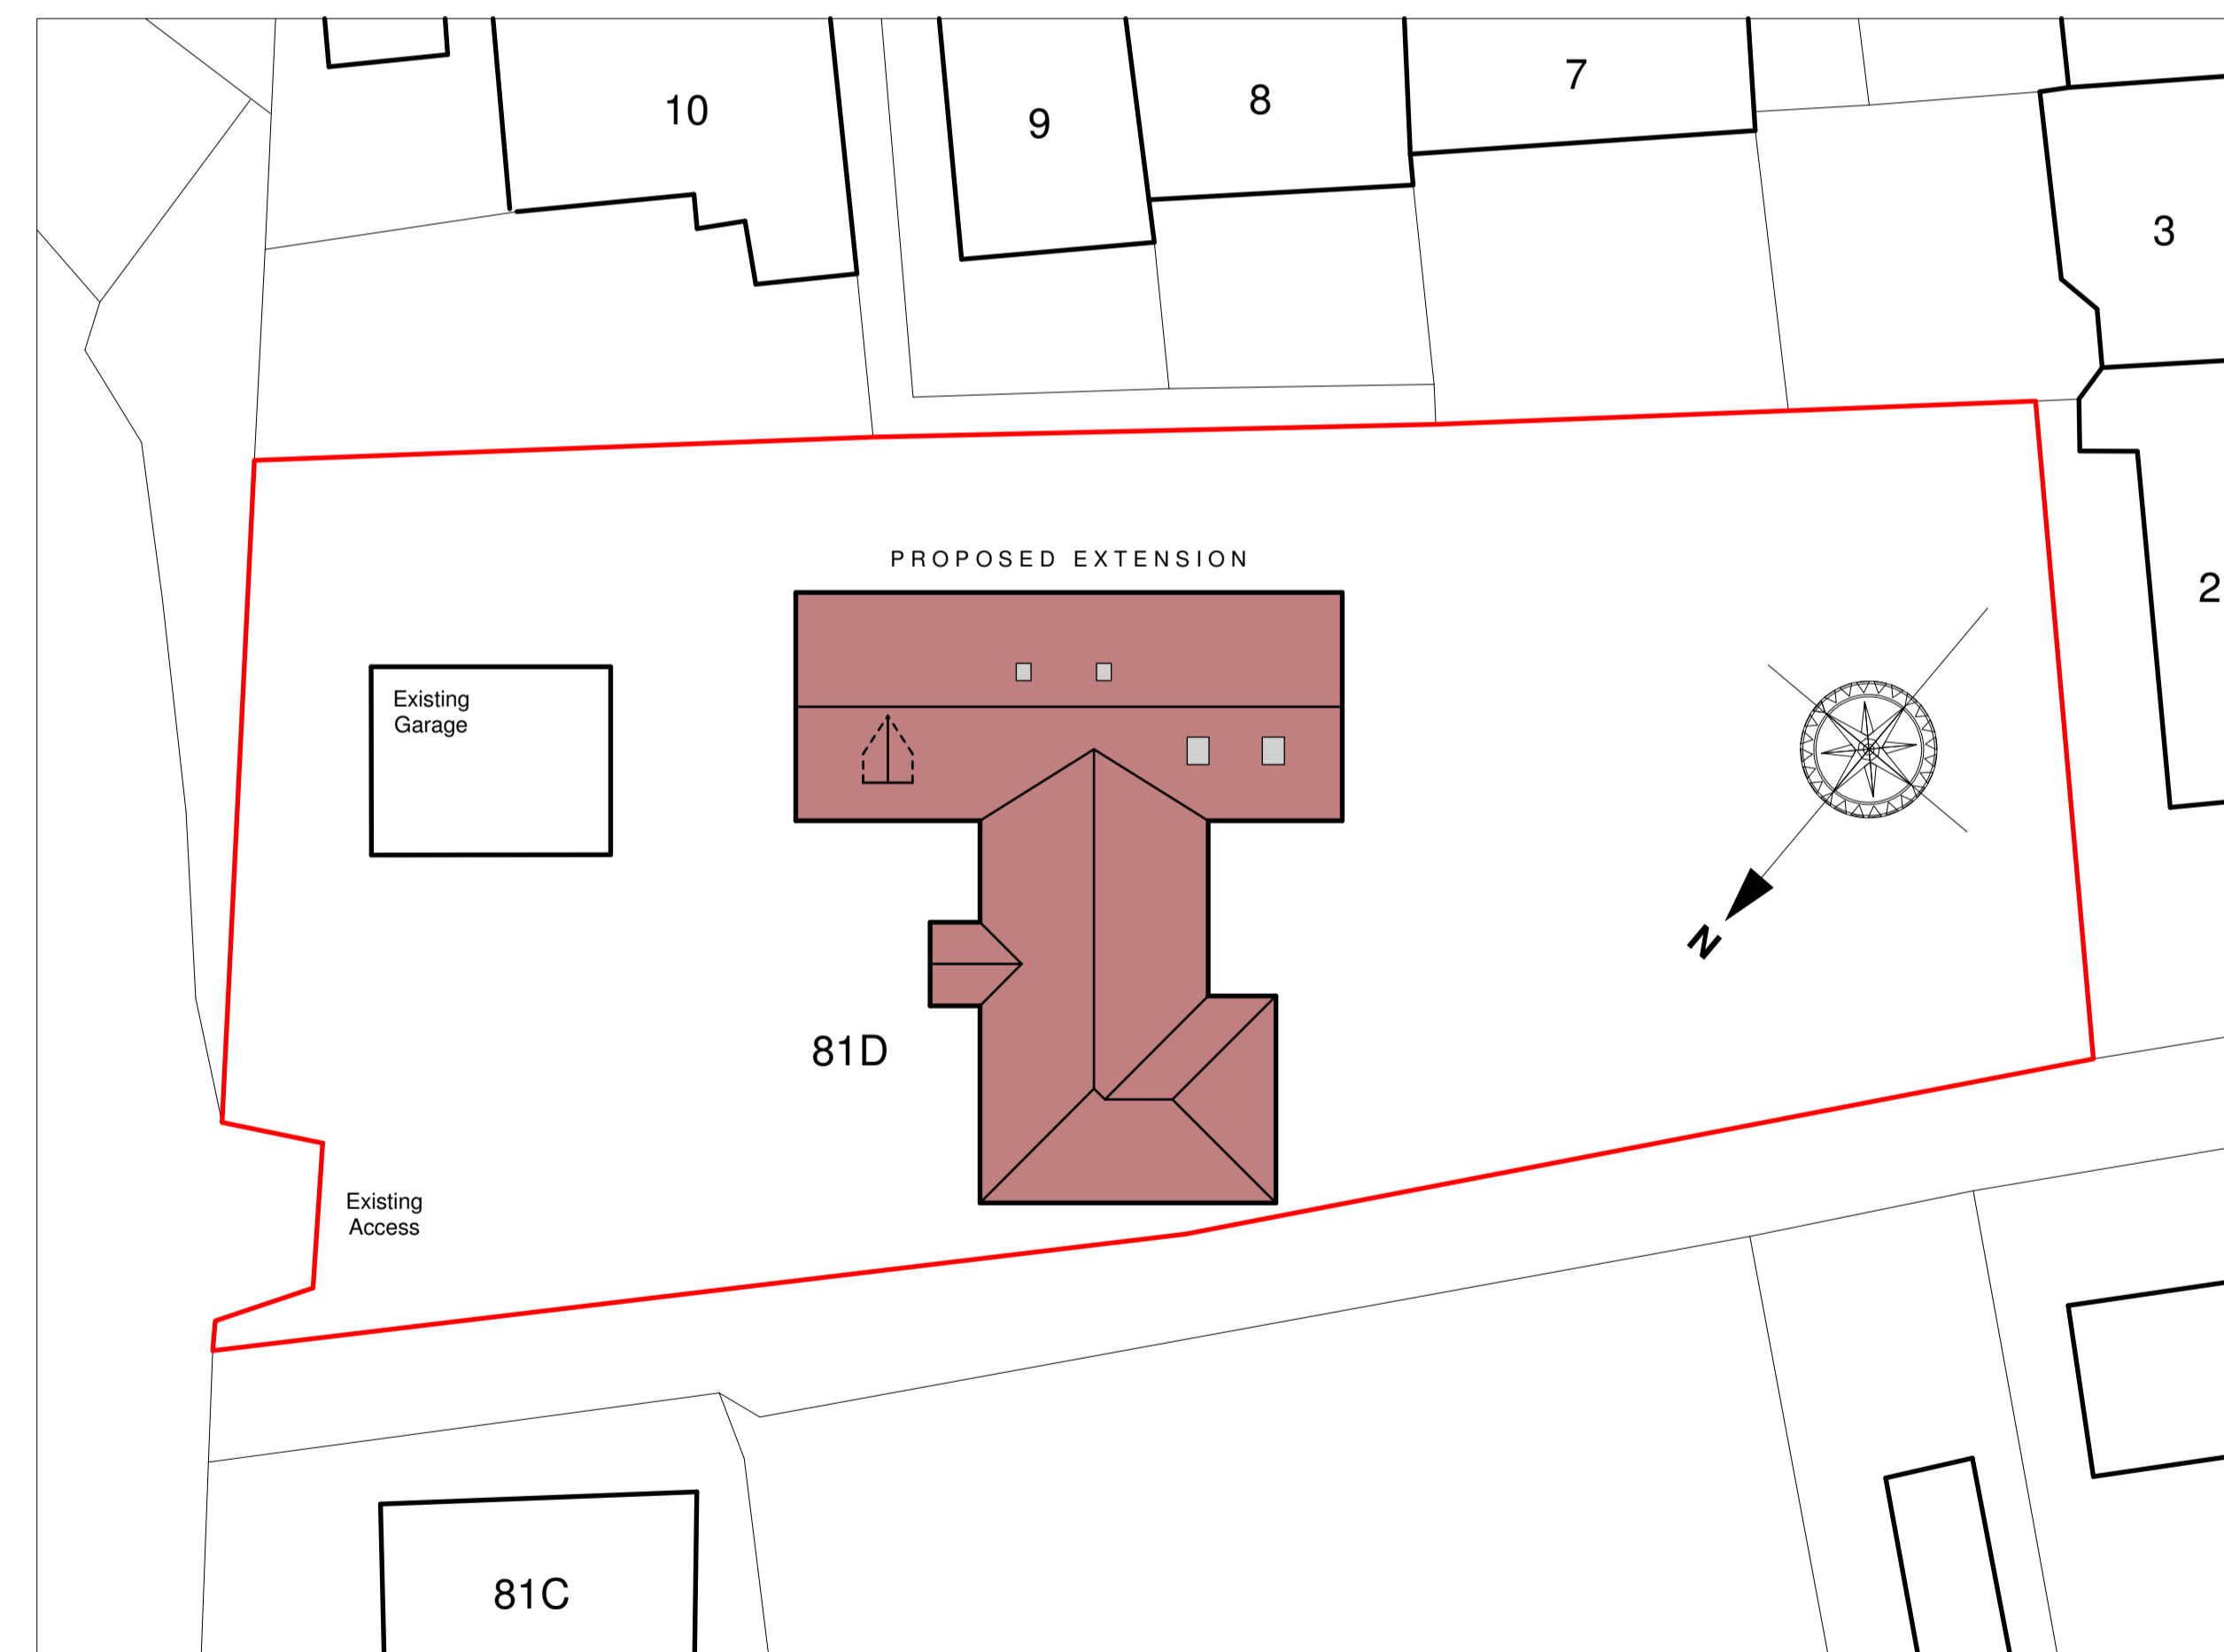 10
9
8
7
3
PROPOSED EXTENSION
2
Existing
Garage
N
81D
Existing
Access
81C